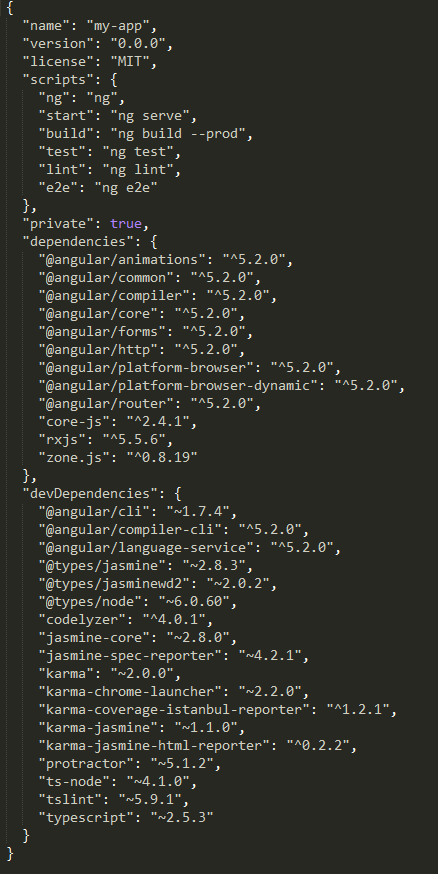 {
  "name": "my-app",
  "version": "0.0.0",
  "license": "MIT",
  "scripts": {
    "ng": "ng",
    "start": "ng serve",
    "build": "ng build --prod",
    "test": "ng test",
    "lint": "ng lint",
    "e2e": "ng e2e"
  },
  "private": true,
  "dependencies": {
    "@angular/animations": "^5.2.0",
    "@angular/common": "^5.2.0",
    "@angular/compiler": "^5.2.0",
    "@angular/core": "^5.2.0",
    "@angular/forms": "^5.2.0",
    "@angular/http": "^5.2.0",
    "@angular/platform-browser": "^5.2.0",
    "@angular/platform-browser-dynamic": "^5.2.0",
    "@angular/router": "^5.2.0",
    "core-js": "^2.4.1",
    "rxjs": "^5.5.6",
    "zone.js": "^0.8.19"
  },
  "devDependencies": {
    "@angular/cli": "~1.7.4",
    "@angular/compiler-cli": "^5.2.0",
    "@angular/language-service": "^5.2.0",
    "@types/jasmine": "~2.8.3",
    "@types/jasminewd2": "~2.0.2",
    "@types/node": "~6.0.60",
    "codelyzer": "^4.0.1",
    "jasmine-core": "~2.8.0",
    "jasmine-spec-reporter": "~4.2.1",
    "karma": "~2.0.0",
    "karma-chrome-launcher": "~2.2.0",
    "karma-coverage-istanbul-reporter": "^1.2.1",
    "karma-jasmine": "~1.1.0",
    "karma-jasmine-html-reporter": "^0.2.2",
    "protractor": "~5.1.2",
    "ts-node": "~4.1.0",
    "tslint": "~5.9.1",
    "typescript": "~2.5.3"
  }
}